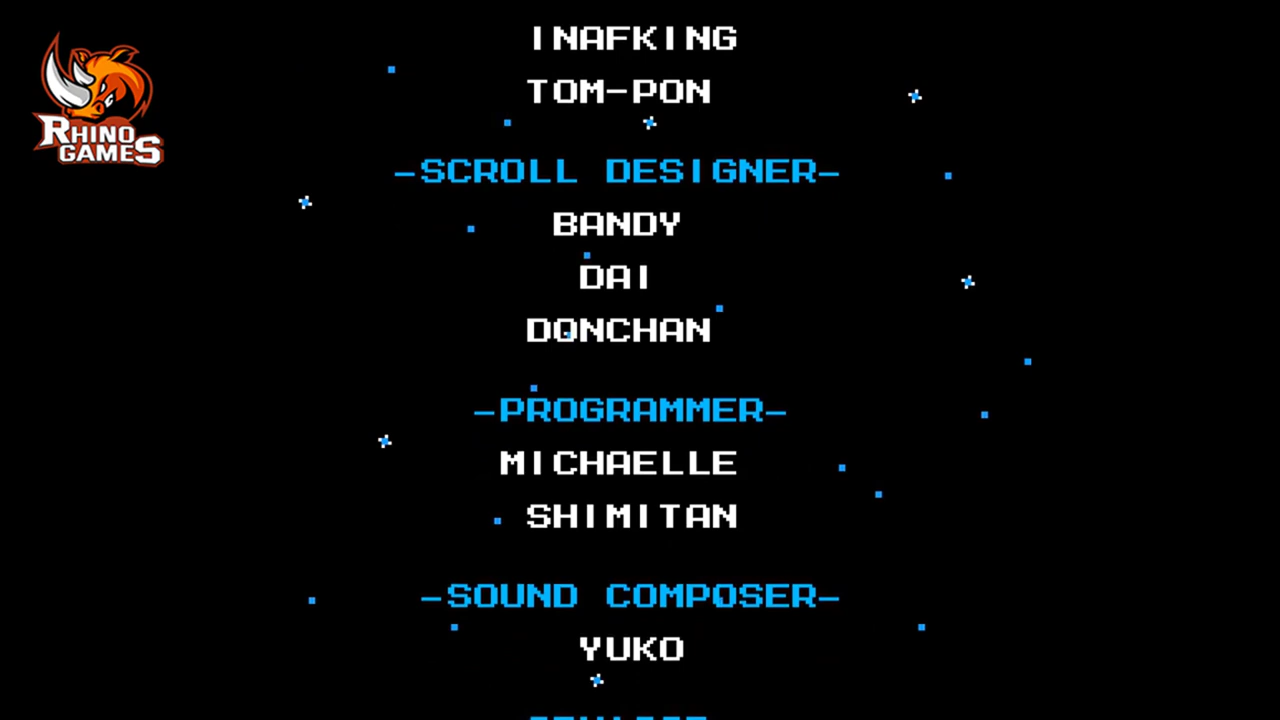 INAFKING
TOM-PON
RHINO
GAMES
-SCROLL DESIGNER-
BANDY
DAI
DONCHAN
-PROGRAMMER-
MICHAELLE
SHIMITAN
-SOUND COMPOSER-
YUKO